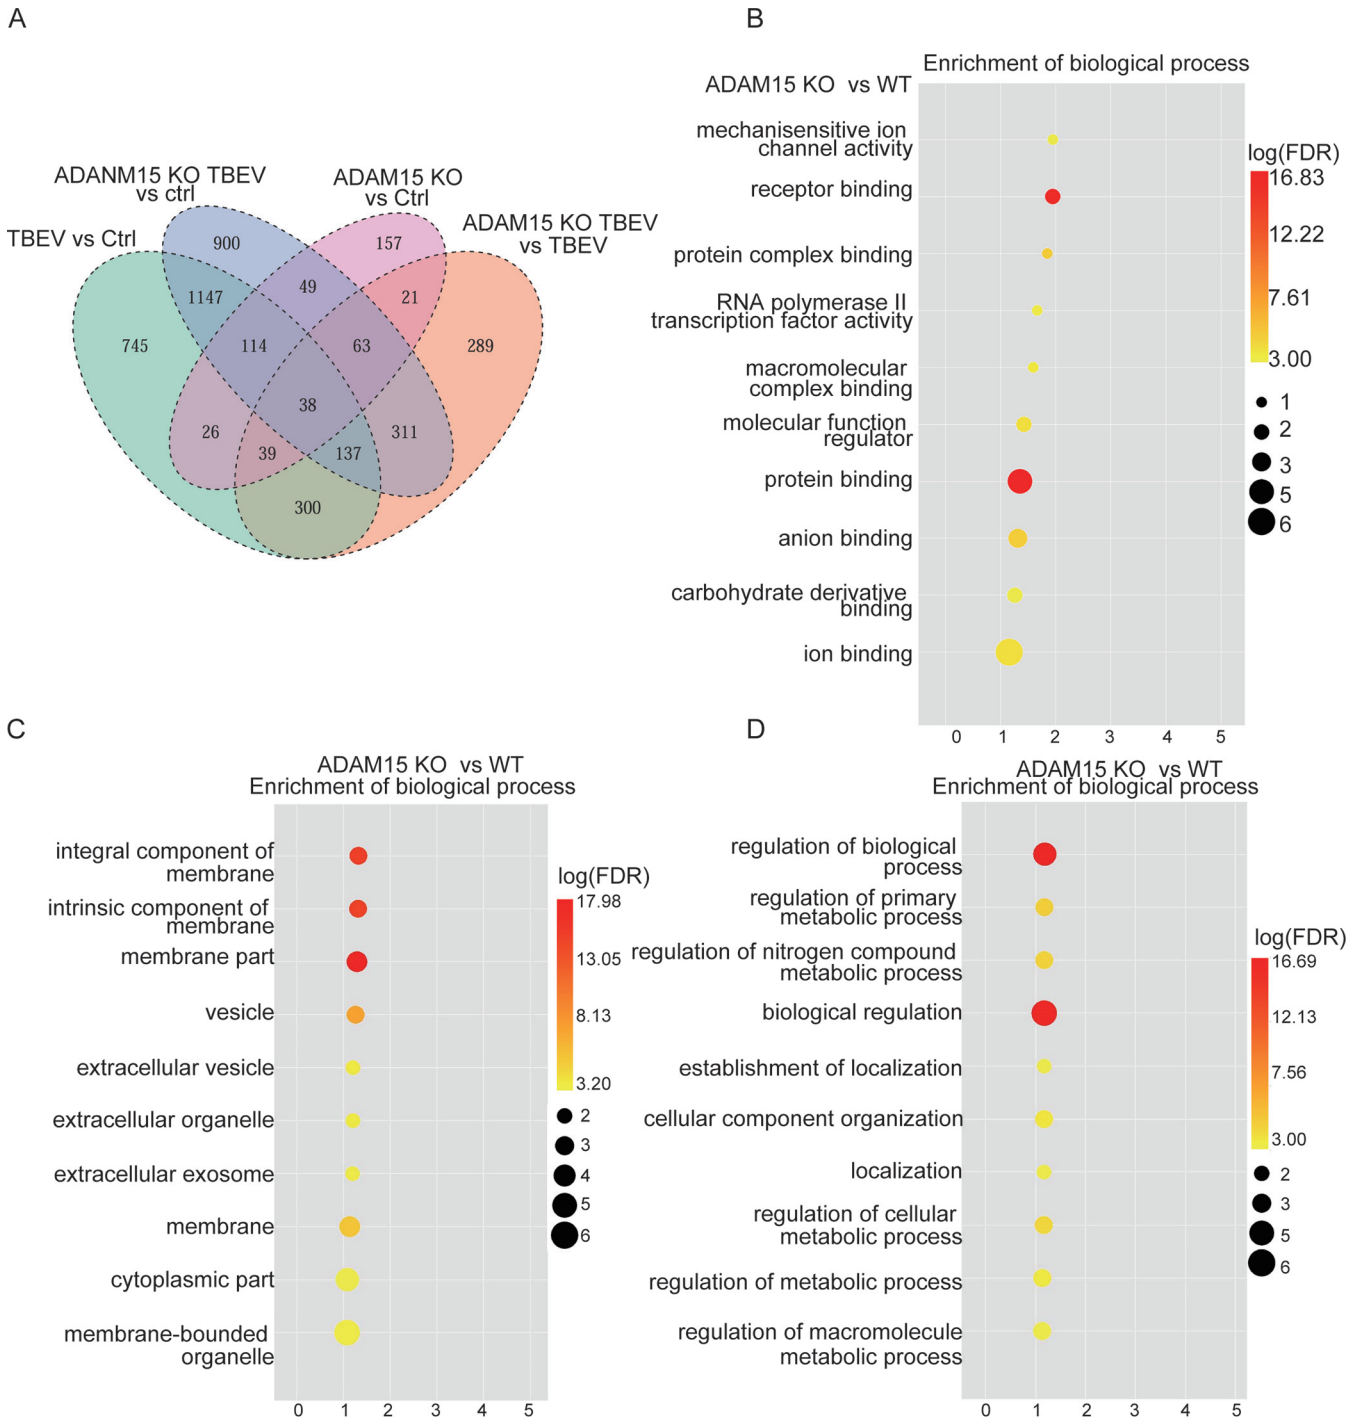 A
ADANM15 KO TBEV
vs ctrl
ADAM15 KO
vs Ctrl
TBEV vs Ctrl
ADAM15 KO TBEV
vs TBEV
900
157
1147
49
21
745
114
63
289
38
26
39
137
311
300
B
Enrichment of biological process
ADAM15 KO vs WT
mechanisensitive ion
channel activity
receptor binding
protein complex binding
RNA polymerase II
transcription factor activity
macromolecular
complex binding
molecular function
regulator
protein binding
anion binding
carbohydrate derivative
binding
ion binding
0 1 2 3 4 5
log(FDR)
16.83
12.22
7.61
3.00
1
2
3
5
6
C
ADAM15 KO vs WT
Enrichment of biological process
integral component of
membrane
intrinsic component of
membrane
membrane part
vesicle
extracellular vesicle
extracellular organelle
extracellular exosome
membrane
cytoplasmic part
membrane-bounded
organelle
0 1 2 3 4 5
log(FDR)
17.98
13.05
8.13
3.20
2
3
4
5
6
D
ADAM15 KO vs WT
Enrichment of biological process
regulation of biological
process
regulation of primary
metabolic process
regulation of nitrogen compound
metabolic process
biological regulation
establishment of localization
cellular component organization
localization
regulation of cellular
metabolic process
regulation of metabolic process
regulation of macromolecule
metabolic process
0 1 2 3 4 5
log(FDR)
16.69
12.13
7.56
3.00
2
3
5
6